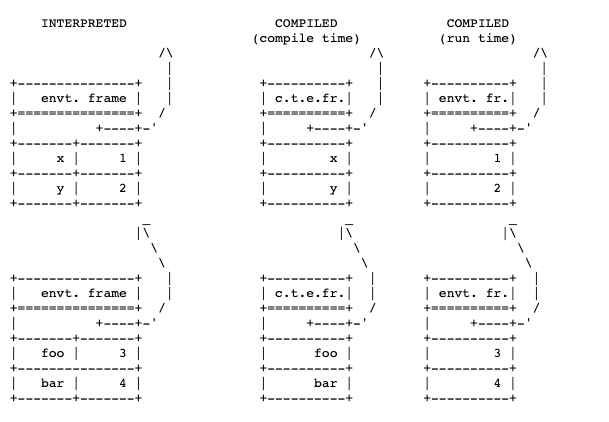 INTERPRETED COMPILED COMPILED
(compile time) (run time)
envt. frame c.t.e.fr. envt. fr.
x 1 x 1
y 2 y 2
envt. frame c.t.e.fr. envt. fr.
foo 3 foo 3
bar 4 bar 4